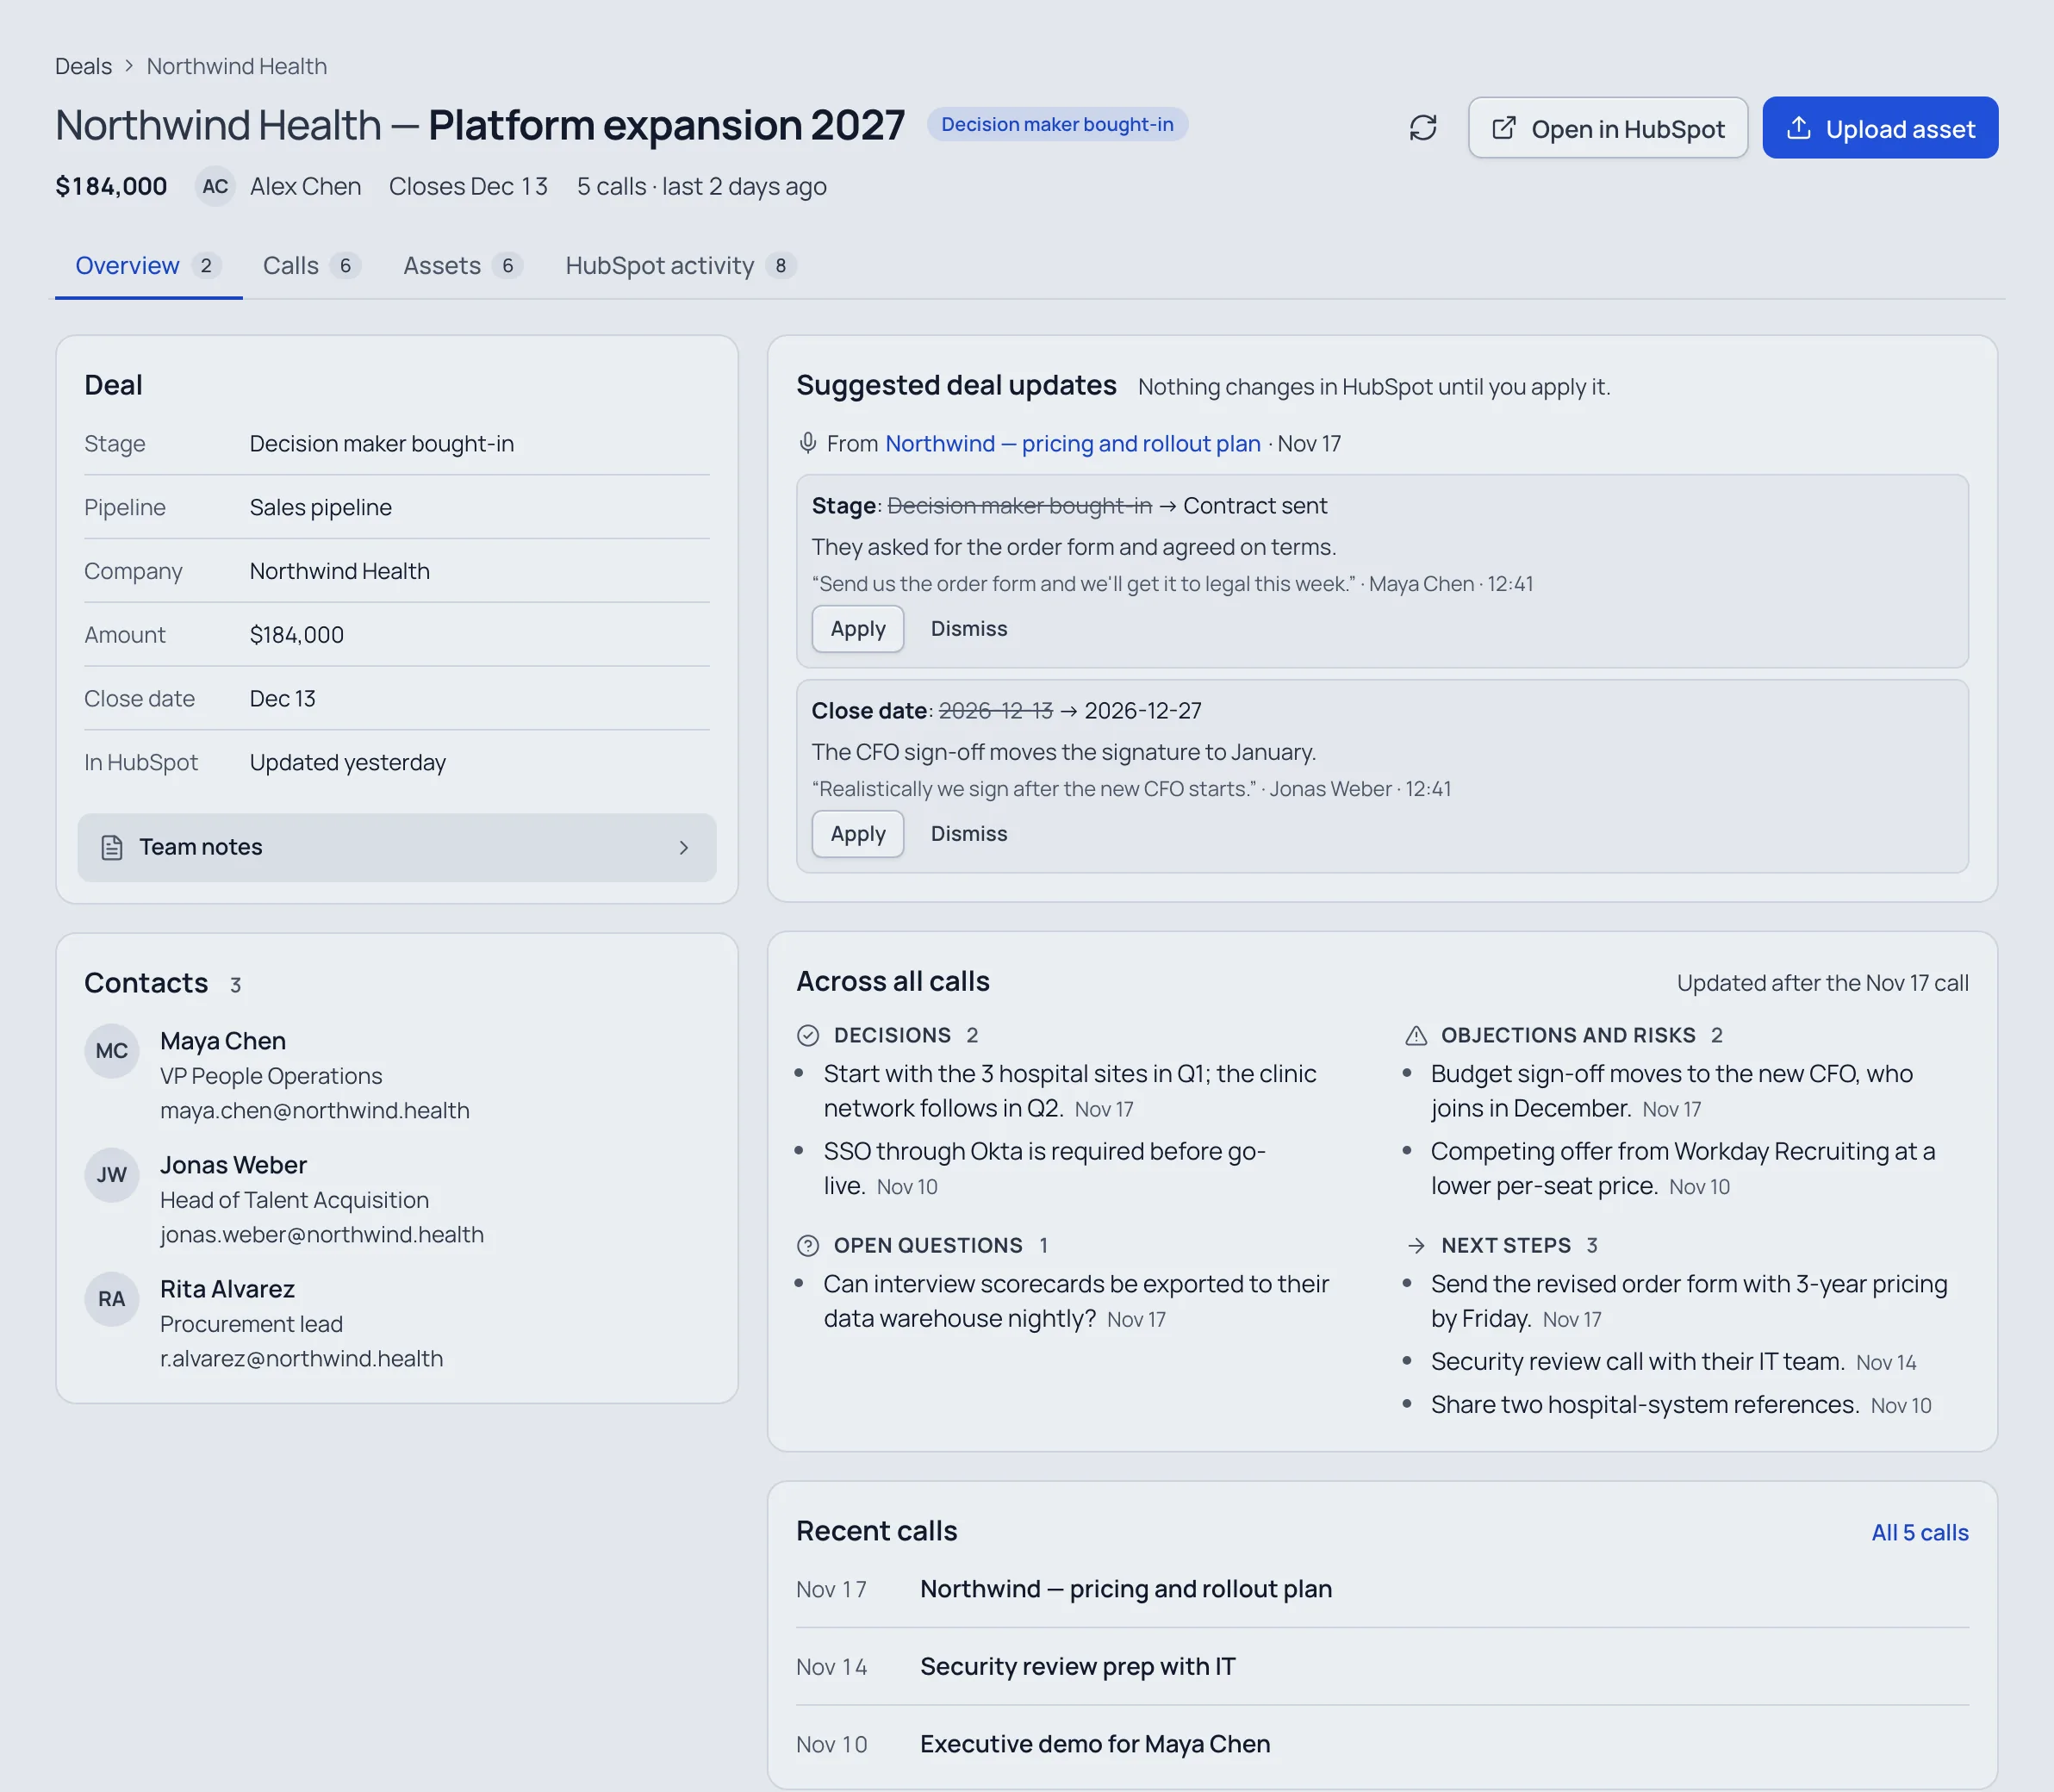 Deals > Northwind Health
Northwind Health — Platform expansion 2027 Decision maker bought-in
Open in HubSpot
Upload asset
$184,000 AC Alex Chen Closes Dec 13 5 calls · last 2 days ago
Overview 2 Calls 6 Assets 6 HubSpot activity 8
Deal
Stage Decision maker bought-in
Pipeline Sales pipeline
Company Northwind Health
Amount $184,000
Close date Dec 13
In HubSpot Updated yesterday
Team notes
Contacts 3
MC Maya Chen
VP People Operations
maya.chen@northwind.health
JW Jonas Weber
Head of Talent Acquisition
jonas.weber@northwind.health
RA Rita Alvarez
Procurement lead
r.alvarez@northwind.health
Suggested deal updates Nothing changes in HubSpot until you apply it.
From Northwind — pricing and rollout plan · Nov 17
Stage: Decision maker bought-in → Contract sent
They asked for the order form and agreed on terms.
“Send us the order form and we'll get it to legal this week.” · Maya Chen · 12:41
Apply Dismiss
Close date: 2026-12-13 → 2026-12-27
The CFO sign-off moves the signature to January.
“Realistically we sign after the new CFO starts.” · Jonas Weber · 12:41
Apply Dismiss
Across all calls Updated after the Nov 17 call
DECISIONS 2
• Start with the 3 hospital sites in Q1; the clinic
network follows in Q2. Nov 17
• SSO through Okta is required before go-
live. Nov 10
OBJECTIONS AND RISKS 2
• Budget sign-off moves to the new CFO, who
joins in December. Nov 17
• Competing offer from Workday Recruiting at a
lower per-seat price. Nov 10
OPEN QUESTIONS 1
• Can interview scorecards be exported to their
data warehouse nightly? Nov 17
→ NEXT STEPS 3
• Send the revised order form with 3-year pricing
by Friday. Nov 17
• Security review call with their IT team. Nov 14
• Share two hospital-system references. Nov 10
Recent calls All 5 calls
Nov 17 Northwind — pricing and rollout plan
Nov 14 Security review prep with IT
Nov 10 Executive demo for Maya Chen